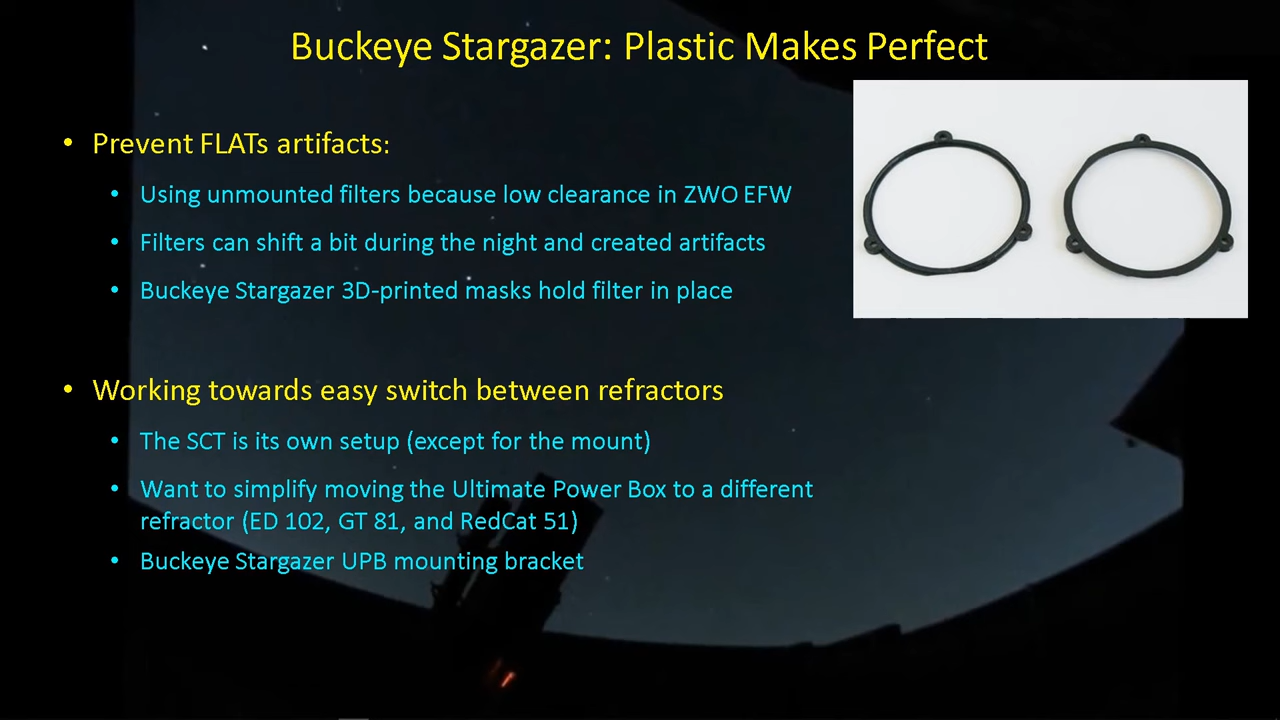 Buckeye Stargazer: Plastic Makes Perfect
• Prevent FLATs artifacts:
• Using unmounted filters because low clearance in ZWO EFW
• Filters can shift a bit during the night and created artifacts
• Buckeye Stargazer 3D-printed masks hold filter in place
• Working towards easy switch between refractors
• The SCT is its own setup (except for the mount)
• Want to simplify moving the Ultimate Power Box to a different
refractor (ED 102, GT 81, and RedCat 51)
• Buckeye Stargazer UPB mounting bracket